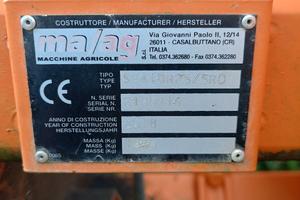 COSTRUTTORE / MANUFACTURER / HERSTELLER
ma/ag s.r.l.
MACCHINE AGRICOLE
Via Giovanni Paolo II, 12/14
26011 - CASALBUTTANO (CR)
ITALIA
Tel. 0374.362680 - Fax 0374.362280
TIPO
TYPE
TYP
N. SERIE
SERIAL N.
SERIE NR
ANNO DI COSTRUZIONE
YEAR OF CONSTRUCTION
HERSTELLUNGSJAHR
MASSA (Kg)
MASS (Kg)
MASSE (Kg)